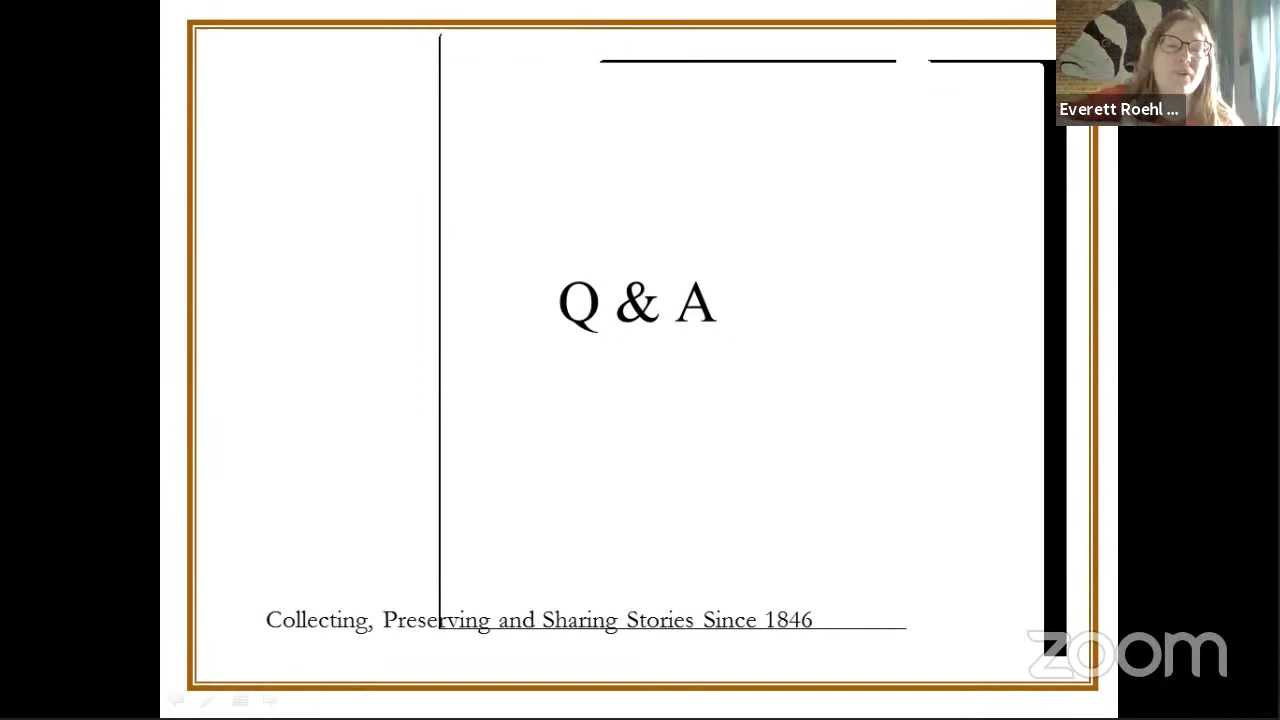 Everett Roehl ...
Q & A
Collecting, Preserving and Sharing Stories Since 1846
zoom